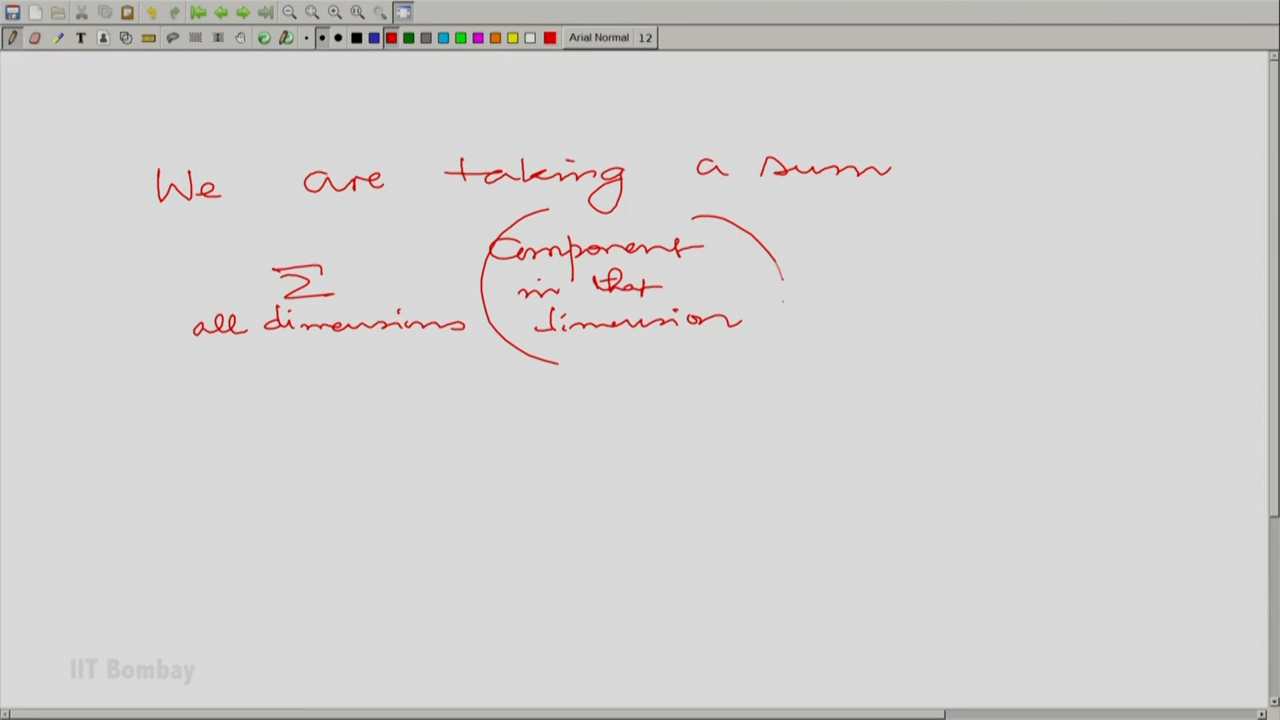 Arial Normal 12
We are taking a sum
Σ
all dimensions
(Component
in that
dimension)
IIT Bombay